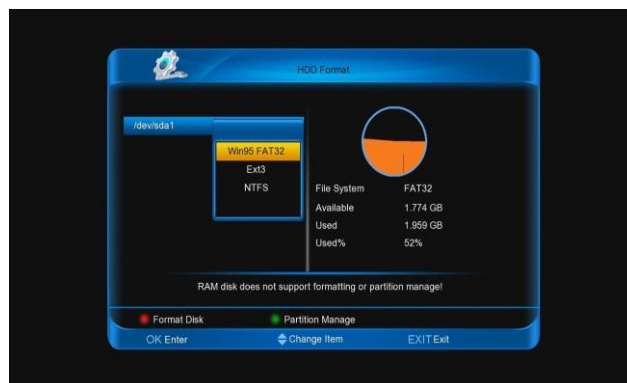 HDD Format
/dev/sda1
Win95 FAT32
Ext3
NTFS
File System FAT32
Available 1.774 GB
Used 1.959 GB
Used% 52%
RAM disk does not support formatting or partition manage!
Format Disk Partition Manage
OK Enter Change Item EXIT Exit